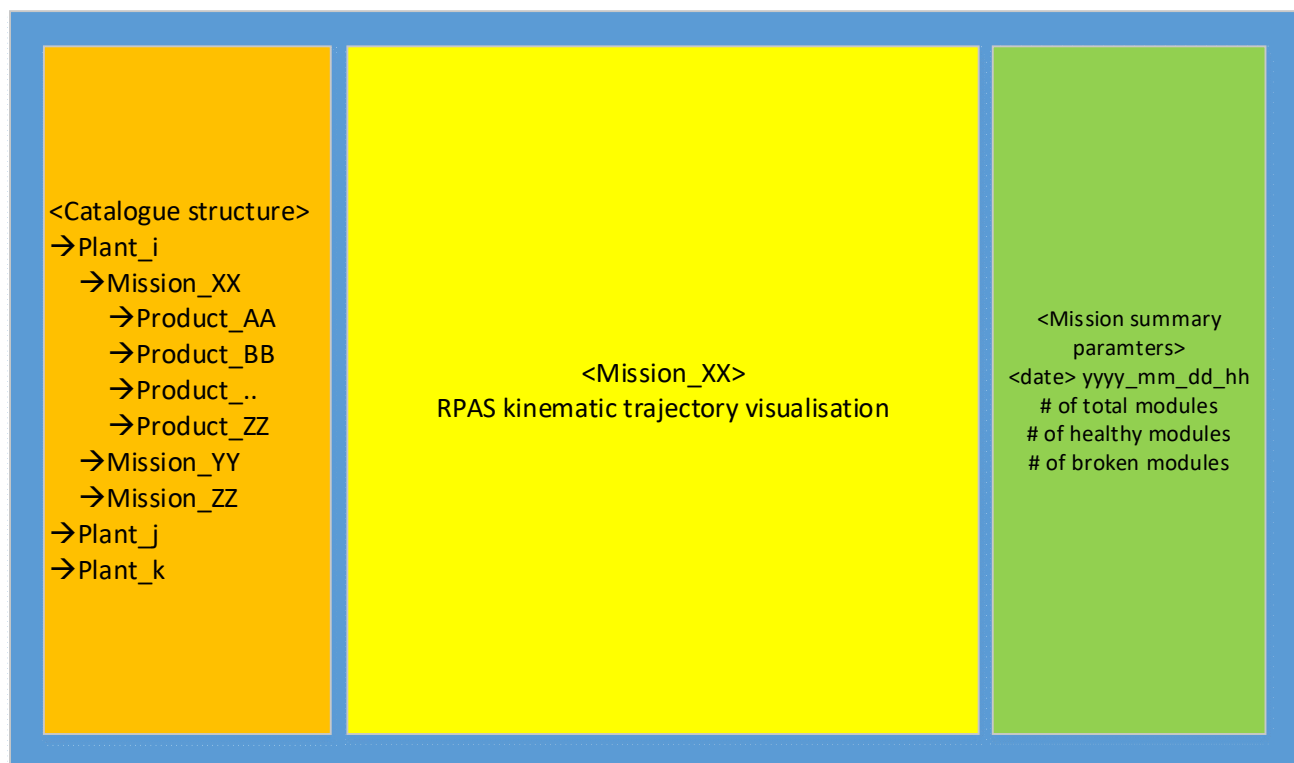 <Catalogue structure>
→Plant_i
→Mission_XX
→Product_AA
→Product_BB
→Product_..
→Product_ZZ
→Mission_YY
→Mission_ZZ
→Plant_j
→Plant_k
<Mission_XX>
RPAS kinematic trajectory visualisation
<Mission summary
paramters>
<date> yyyy_mm_dd_hh
# of total modules
# of healthy modules
# of broken modules